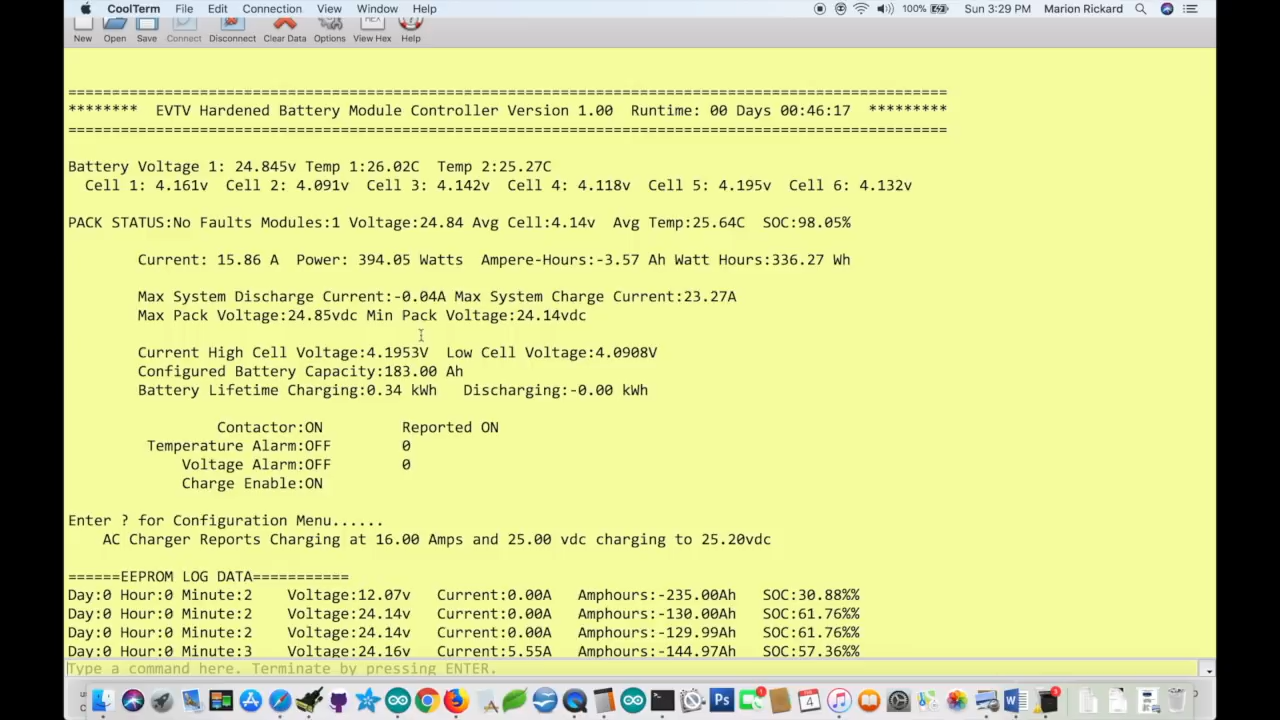 CoolTerm File Edit Connection View Window Help 100% Sun 3:29 PM Marion Rickard
New Open Save Connect Disconnect Clear Data Options View Hex Help
HEX
==================================================================================================== 
******** EVTV Hardened Battery Module Controller Version 1.00 Runtime: 00 Days 00:46:17 *********
====================================================================================================
Battery Voltage 1: 24.845v Temp 1:26.02C Temp 2:25.27C
Cell 1: 4.161v Cell 2: 4.091v Cell 3: 4.142v Cell 4: 4.118v Cell 5: 4.195v Cell 6: 4.132v
PACK STATUS:No Faults Modules:1 Voltage:24.84 Avg Cell:4.14v Avg Temp:25.64C SOC:98.05%
Current: 15.86 A Power: 394.05 Watts Ampere-Hours:-3.57 Ah Watt Hours:336.27 Wh
Max System Discharge Current:-0.04A Max System Charge Current:23.27A
Max Pack Voltage:24.85vdc Min Pack Voltage:24.14vdc
Current High Cell Voltage:4.1953V Low Cell Voltage:4.0908V
Configured Battery Capacity:183.00 Ah
Battery Lifetime Charging:0.34 kWh Discharging:-0.00 kWh
Contactor:ON Reported ON
Temperature Alarm:OFF 0
Voltage Alarm:OFF 0
Charge Enable:ON
Enter ? for Configuration Menu......
AC Charger Reports Charging at 16.00 Amps and 25.00 vdc charging to 25.20vdc
======EEPROM LOG DATA===========
Day:0 Hour:0 Minute:2 Voltage:12.07v Current:0.00A Amphours:-235.00Ah SOC:30.88%%
Day:0 Hour:0 Minute:2 Voltage:24.14v Current:0.00A Amphours:-130.00Ah SOC:61.76%%
Day:0 Hour:0 Minute:2 Voltage:24.14v Current:0.00A Amphours:-129.99Ah SOC:61.76%%
Day:0 Hour:0 Minute:3 Voltage:24.16v Current:5.55A Amphours:-144.97Ah SOC:57.36%%
Type a command here. Terminate by pressing ENTER.
Ps 4 W